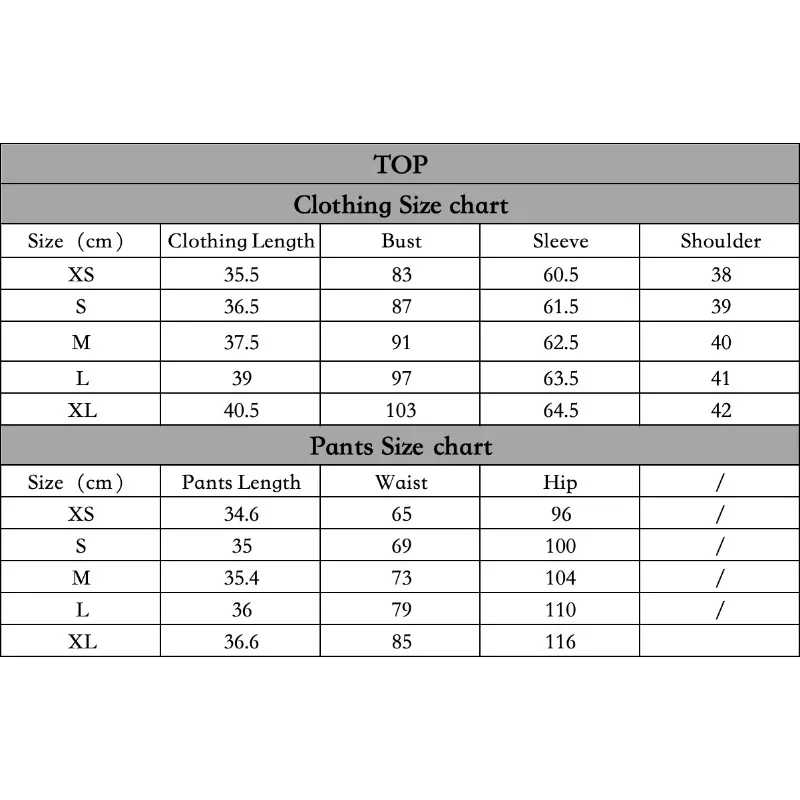 TOP
Clothing Size chart
Size（cm） Clothing Length Bust Sleeve Shoulder
XS 35.5 83 60.5 38
S 36.5 87 61.5 39
M 37.5 91 62.5 40
L 39 97 63.5 41
XL 40.5 103 64.5 42
Pants Size chart
Size（cm） Pants Length Waist Hip /
XS 34.6 65 96 /
S 35 69 100 /
M 35.4 73 104 /
L 36 79 110 /
XL 36.6 85 116